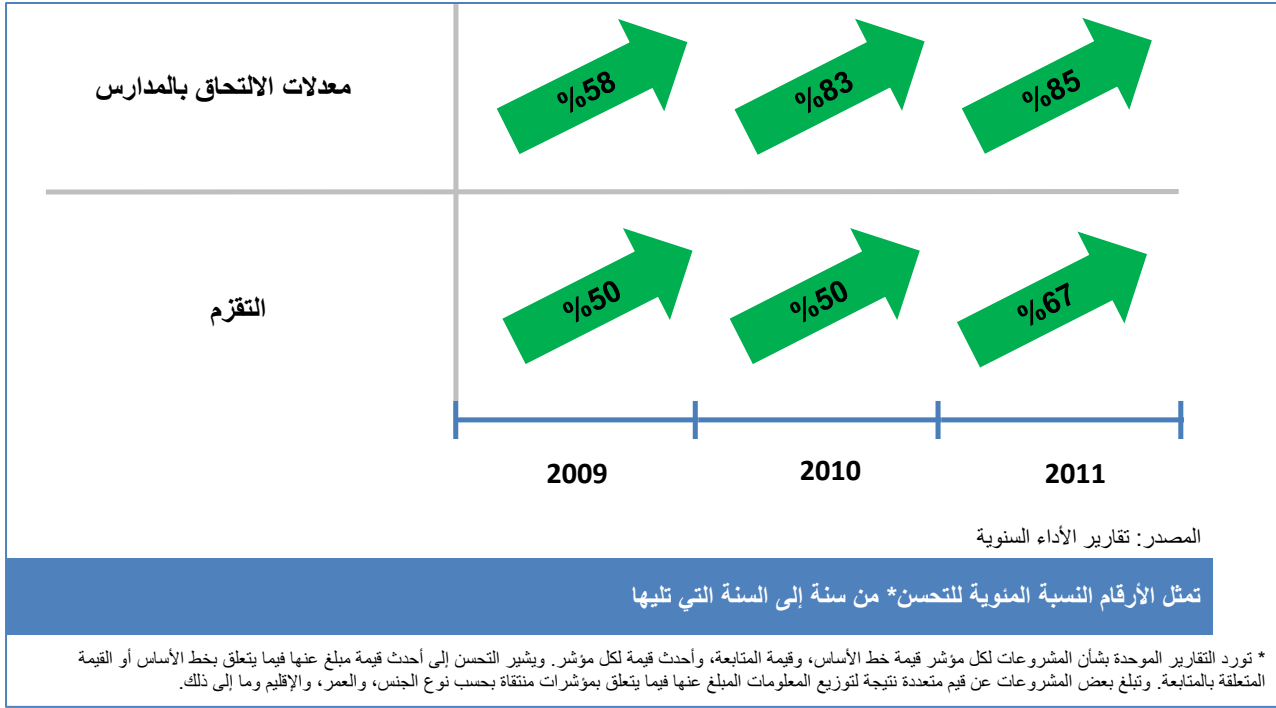 معدلات الالتحاق بالمدارس
%58
%83
%85
التقزم
%50
%50
%67
2009
2010
2011
المصدر: تقارير الأداء السنوية
تمثل الأرقام النسبة المئوية للتحسن* من سنة إلى السنة التي تليها
* تورد التقارير الموحدة بشأن المشروعات لكل مؤشر قيمة خط الأساس، وقيمة المتابعة، وأحدث قيمة لكل مؤشر. ويشير التحسن إلى أحدث قيمة مبلغ عنها فيما يتعلق بخط الأساس أو القيمة
المتعلقة بالمتابعة. وتبلغ بعض المشروعات عن قيم متعددة نتيجة لتوزيع المعلومات المبلغ عنها فيما يتعلق بمؤشرات منتقاة بحسب نوع الجنس، والعمر، والإقليم وما إلى ذلك.